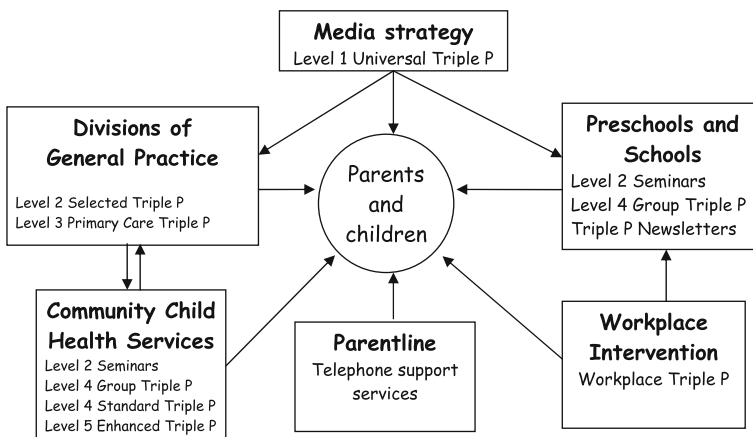 Media strategy
Level 1 Universal Triple P
Divisions of
General Practice
Level 2 Selected Triple P
Level 3 Primary Care Triple P
Parents
and
children
Preschools and
Schools
Level 2 Seminars
Level 4 Group Triple P
Triple P Newsletters
Community Child
Health Services
Level 2 Seminars
Level 4 Group Triple P
Level 4 Standard Triple P
Level 5 Enhanced Triple P
Parentline
Telephone support
services
Workplace
Intervention
Workplace Triple P